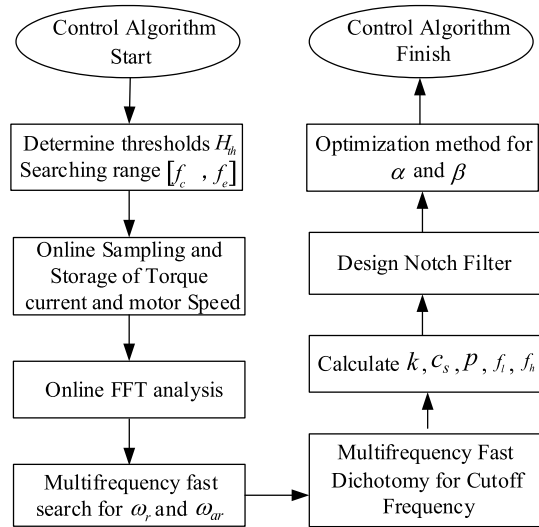 Control Algorithm
Start
Determine thresholds H_th
Searching range [f_c , f_e]
Online Sampling and
Storage of Torque
current and motor Speed
Online FFT analysis
Multifrequency fast
search for ω_r and ω_ar
Multifrequency Fast
Dichotomy for Cutoff
Frequency
Calculate k, c_s, p, f_l, f_h
Design Notch Filter
Optimization method for
α and β
Control Algorithm
Finish